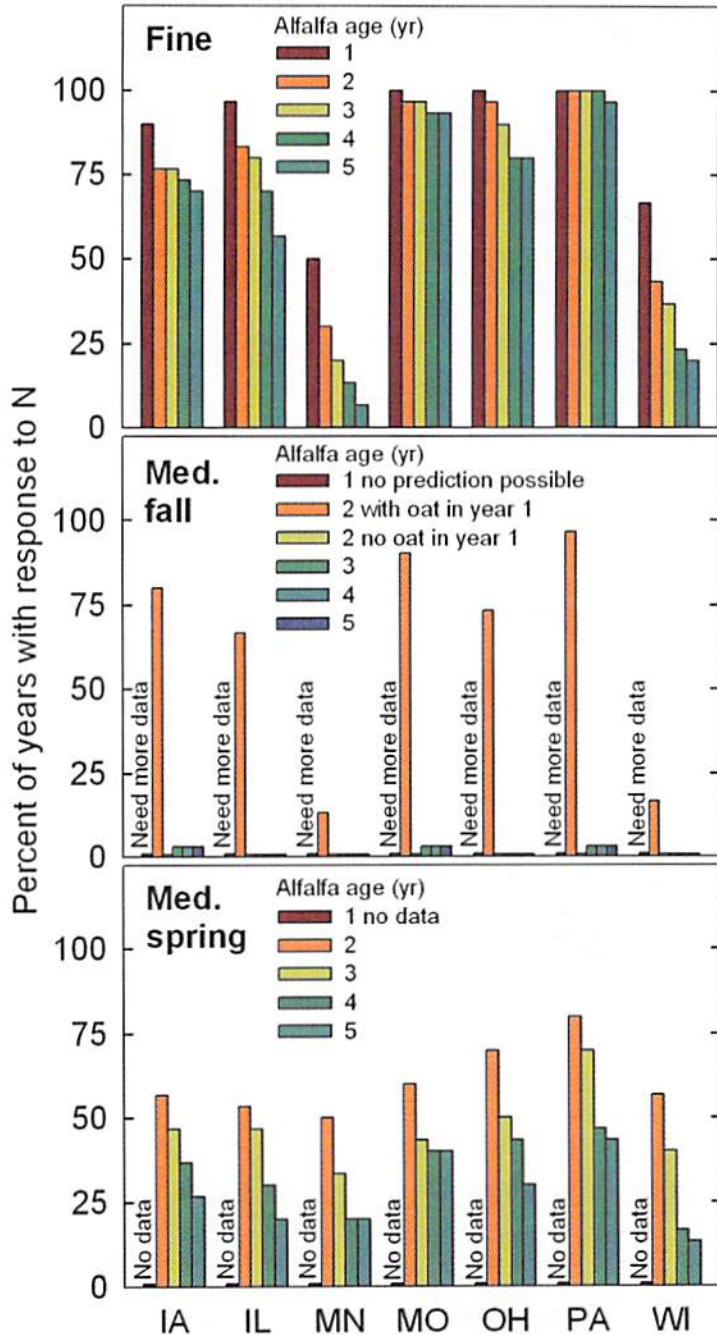 Percent of years with response to N
Fine
Alfalfa age (yr)
1
2
3
4
5
100
75
50
25
0
Med.
fall
Alfalfa age (yr)
1 no prediction possible
2 with oat in year 1
2 no oat in year 1
3
4
5
100
75
50
25
0
Need more data
Need more data
Need more data
Need more data
Need more data
Need more data
Need more data
Med.
spring
Alfalfa age (yr)
1 no data
2
3
4
5
100
75
50
25
0
No data
No data
No data
No data
No data
No data
No data
IA IL MN MO OH PA WI